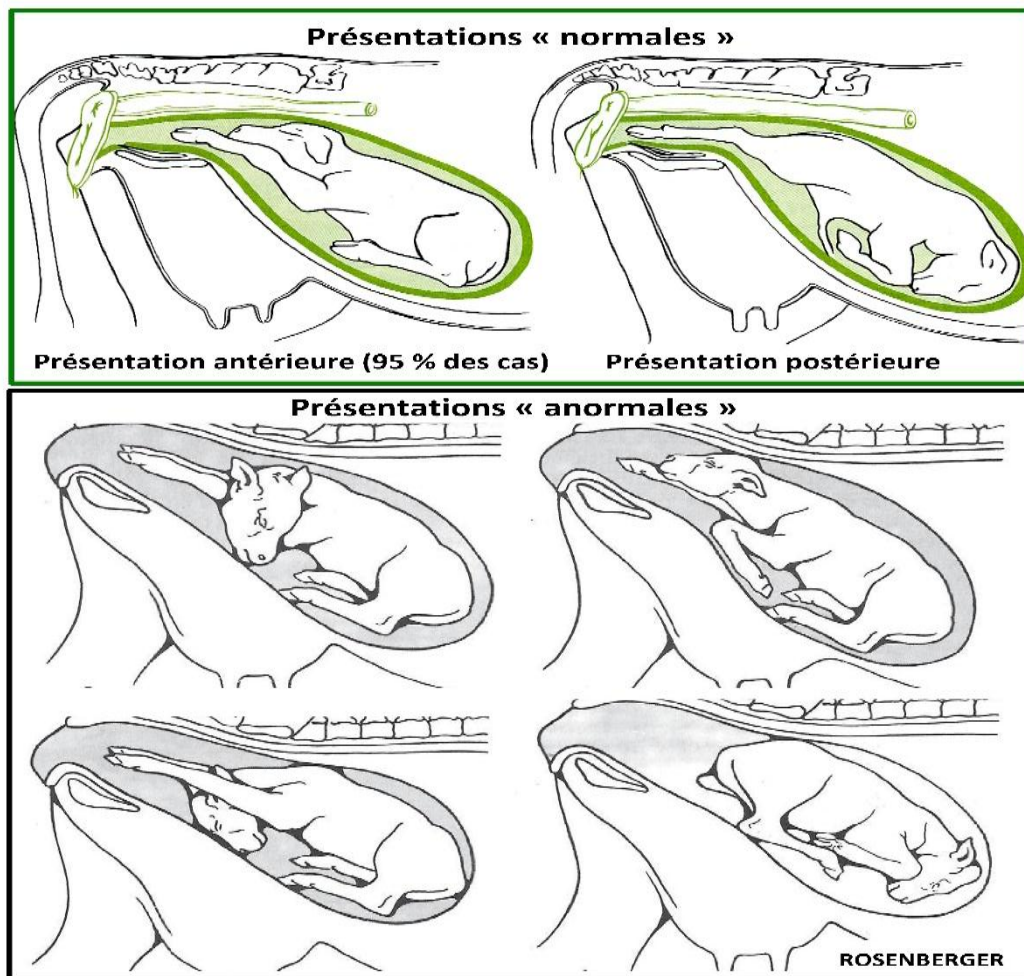 Présentations « normales »
Présentation antérieure (95 % des cas)
Présentation postérieure
Présentations « anormales »
ROSENBERGER